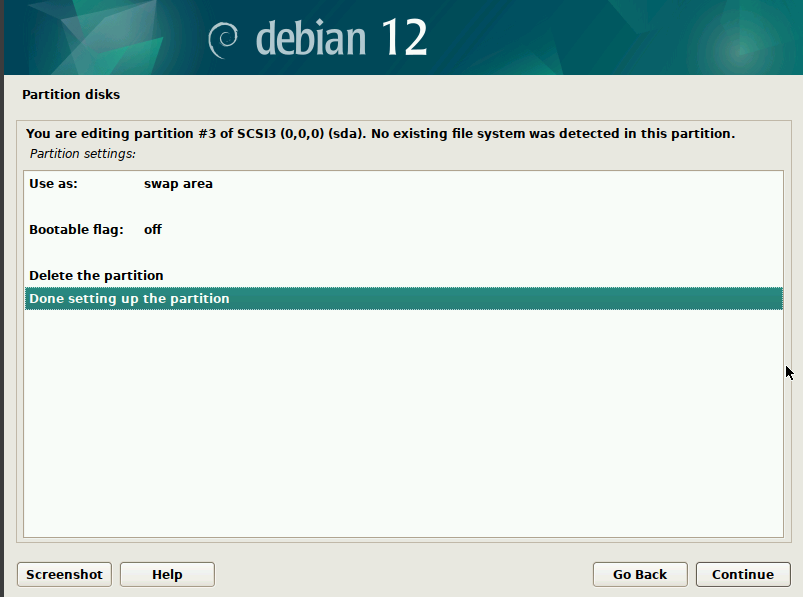 debian 12
Partition disks
You are editing partition #3 of SCSI3 (0,0,0) (sda). No existing file system was detected in this partition.
Partition settings:
Use as: swap area
Bootable flag: off
Delete the partition
Done setting up the partition
Screenshot Help Go Back Continue